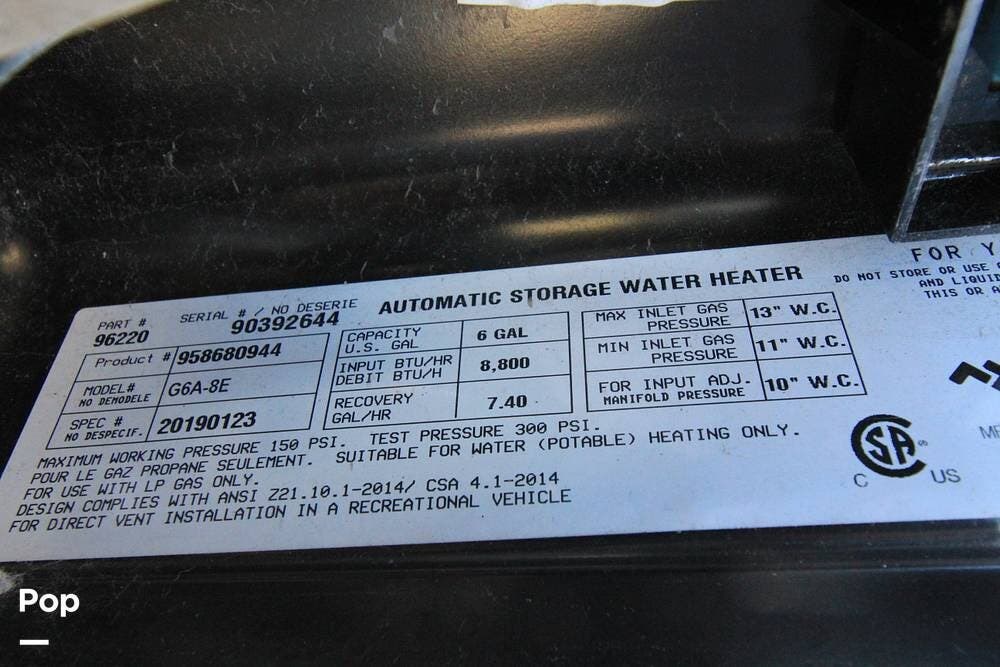 AUTOMATIC STORAGE WATER HEATER
PART #
96220
SERIAL # / NO DESERIE
90392644
Product # 958680944
MODEL#
NO DEMODELE
G6A-8E
SPEC #
NO DESPECIF.
20190123
CAPACITY
U.S. GAL
6 GAL
INPUT BTU/HR
DEBIT BTU/H
8,800
RECOVERY
GAL/HR
7.40
MAX INLET GAS
PRESSURE
13" W.C.
MIN INLET GAS
PRESSURE
11" W.C.
FOR INPUT ADJ.
MANIFOLD PRESSURE
10" W.C.
MAXIMUM WORKING PRESSURE 150 PSI. TEST PRESSURE 300 PSI.
POUR LE GAZ PROPANE SEULEMENT. SUITABLE FOR WATER (POTABLE) HEATING ONLY.
FOR USE WITH LP GAS ONLY.
DESIGN COMPLIES WITH ANSI Z21.10.1-2014/ CSA 4.1-2014
FOR DIRECT VENT INSTALLATION IN A RECREATIONAL VEHICLE
FOR Y
DO NOT STORE OR USE
AND LIQUI
THIS OR A
SA
C US
Pop